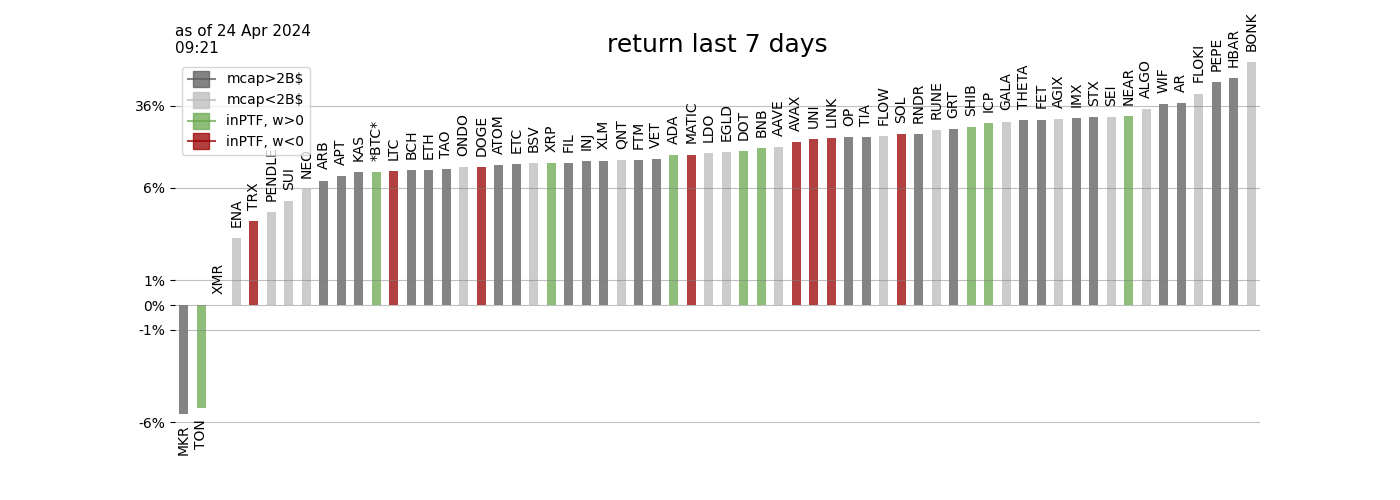 as of 24 Apr 2024
09:21
return last 7 days
mcap>2B$
mcap<2B$
inPTF, w>0
inPTF, w<0
36%
6%
1%
0%
-1%
-6%
MKR
TON
XMR
ENA
TRX
PENDLE
SUI
NEO
ARB
APT
KAS
*BTC*
LTC
BCH
ETH
TAO
ONDO
DOGE
ATOM
ETC
BSV
XRP
FIL
INJ
XLM
QNT
FTM
VET
ADA
MATIC
LDO
EGLD
DOT
BNB
AAVE
AVAX
UNI
LINK
OP
TIA
FLOW
SOL
RNDR
RUNE
GRT
SHIB
ICP
GALA
THETA
FET
AGIX
IMX
STX
SEI
NEAR
ALGO
WIF
AR
FLOKI
PEPE
HBAR
BONK